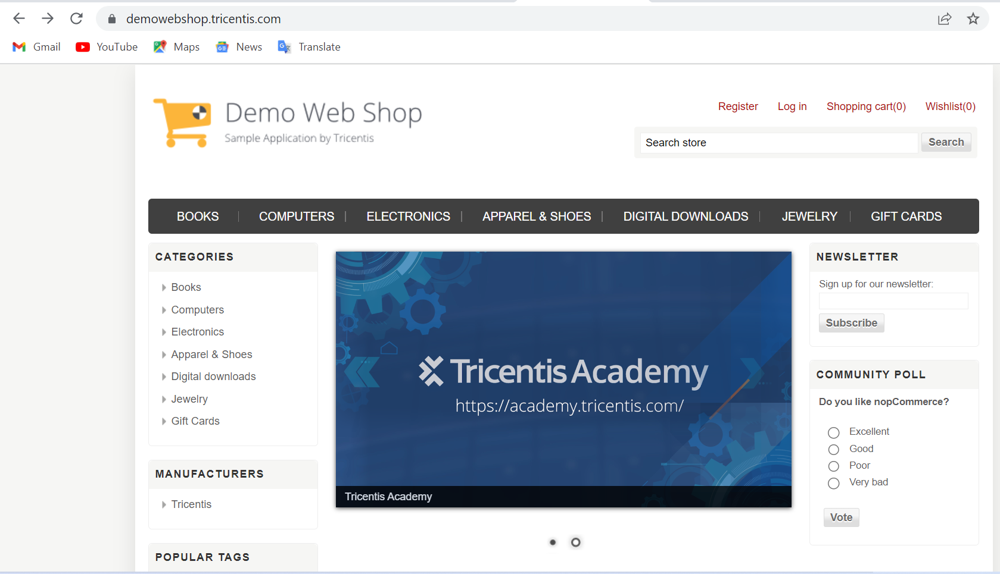 demowebshop.tricentis.com
Gmail YouTube Maps News Translate
Demo Web Shop
Sample Application by Tricentis
Register Log in Shopping cart(0) Wishlist(0)
Search store Search
BOOKS COMPUTERS ELECTRONICS APPAREL & SHOES DIGITAL DOWNLOADS JEWELRY GIFT CARDS
CATEGORIES
Books
Computers
Electronics
Apparel & Shoes
Digital downloads
Jewelry
Gift Cards
MANUFACTURERS
Tricentis
POPULAR TAGS
Tricentis Academy
https://academy.tricentis.com/
Tricentis Academy
NEWSLETTER
Sign up for our newsletter:
Subscribe
COMMUNITY POLL
Do you like nopCommerce?
Excellent
Good
Poor
Very bad
Vote